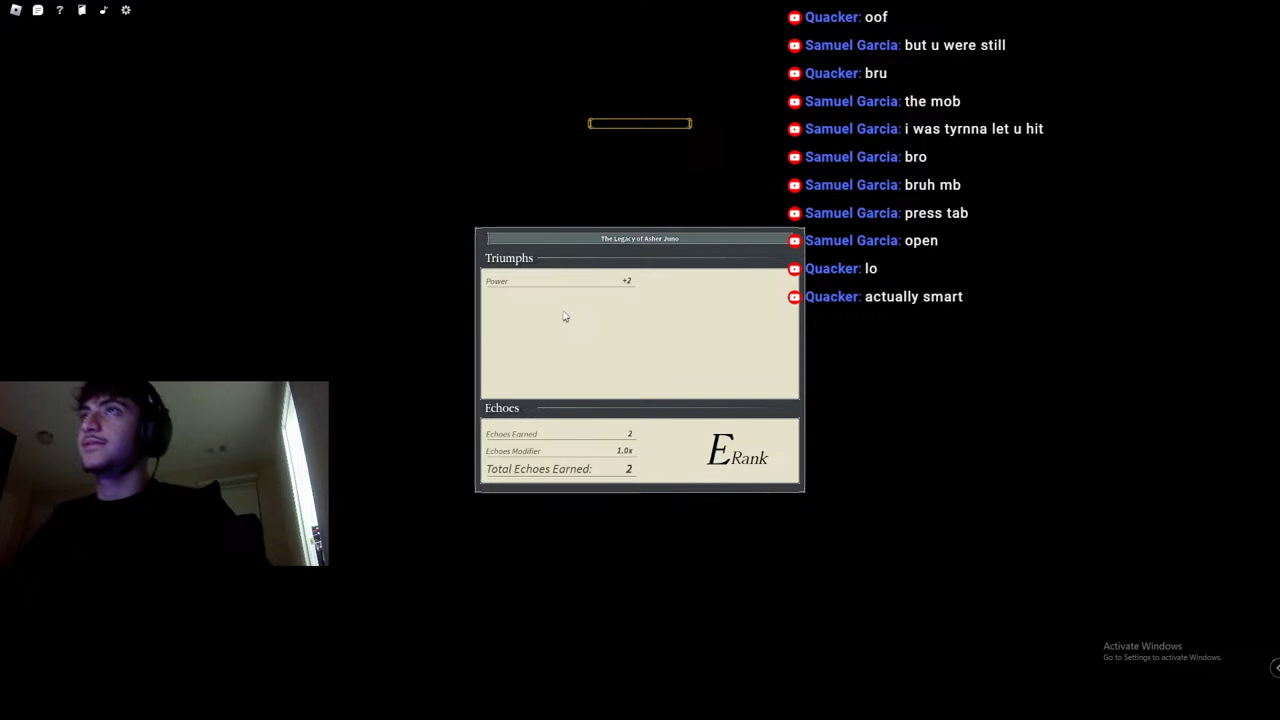 Quacker: oof
Samuel Garcia: but u were still
Quacker: bru
Samuel Garcia: the mob
Samuel Garcia: i was tyrnna let u hit
Samuel Garcia: bro
Samuel Garcia: bruh mb
Samuel Garcia: press tab
Samuel Garcia: open
Quacker: lo
Quacker: actually smart
The Legacy of Asher Juno
Triumphs
Power +2
Echoes
Echoes Earned 2
Echoes Modifier 1.0x
Total Echoes Earned: 2
E Rank
Activate Windows
Go to Settings to activate Windows.